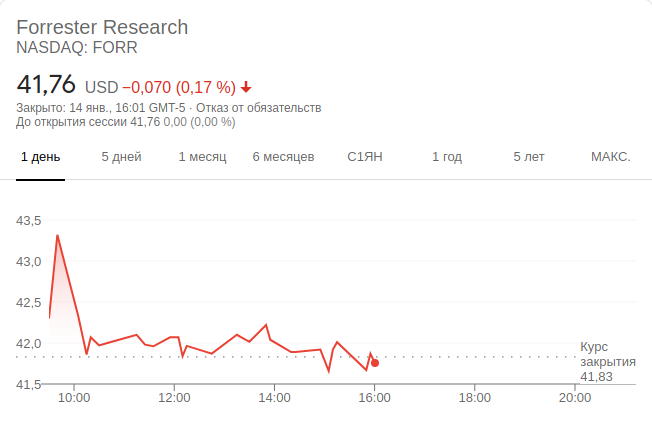 Forrester Research
NASDAQ: FORR
41,76 USD −0,070 (0,17 %)
Закрыто: 14 янв., 16:01 GMT-5 · Отказ от обязательств
До открытия сессии 41,76 0,00 (0,00 %)
1 день 5 дней 1 месяц 6 месяцев С1ЯН 1 год 5 лет МАКС.
43,5
43,0
42,5
42,0
41,5
Курс
закрытия
41,83
10:00 12:00 14:00 16:00 18:00 20:00